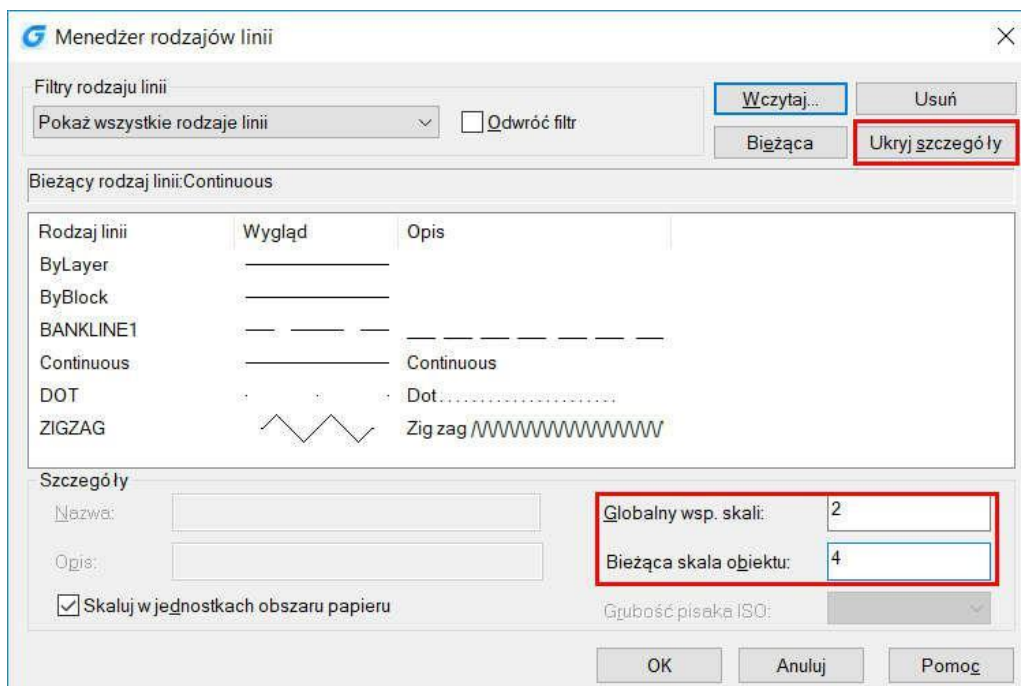 Menedżer rodzajów linii
Filtry rodzaju linii
Pokaż wszystkie rodzaje linii
Odwróć filtr
Wczytaj...
Usuń
Bieżąca
Ukryj szczegóły
Bieżący rodzaj linii:Continuous
Rodzaj linii Wygląd Opis
ByLayer
ByBlock
BANKLINE1
Continuous Continuous
DOT Dot . . . . . . . . . . . . . . . . . . . . . .
ZIGZAG Zig zag /\/\/\/\/\/\/\/\/\/\/\/\/\/\/\/\/
Szczegóły
Nazwa:
Opis:
Skaluj w jednostkach obszaru papieru
Globalny wsp. skali: 2
Bieżąca skala obiektu: 4
Grubość pisaka ISO:
OK Anuluj Pomoc